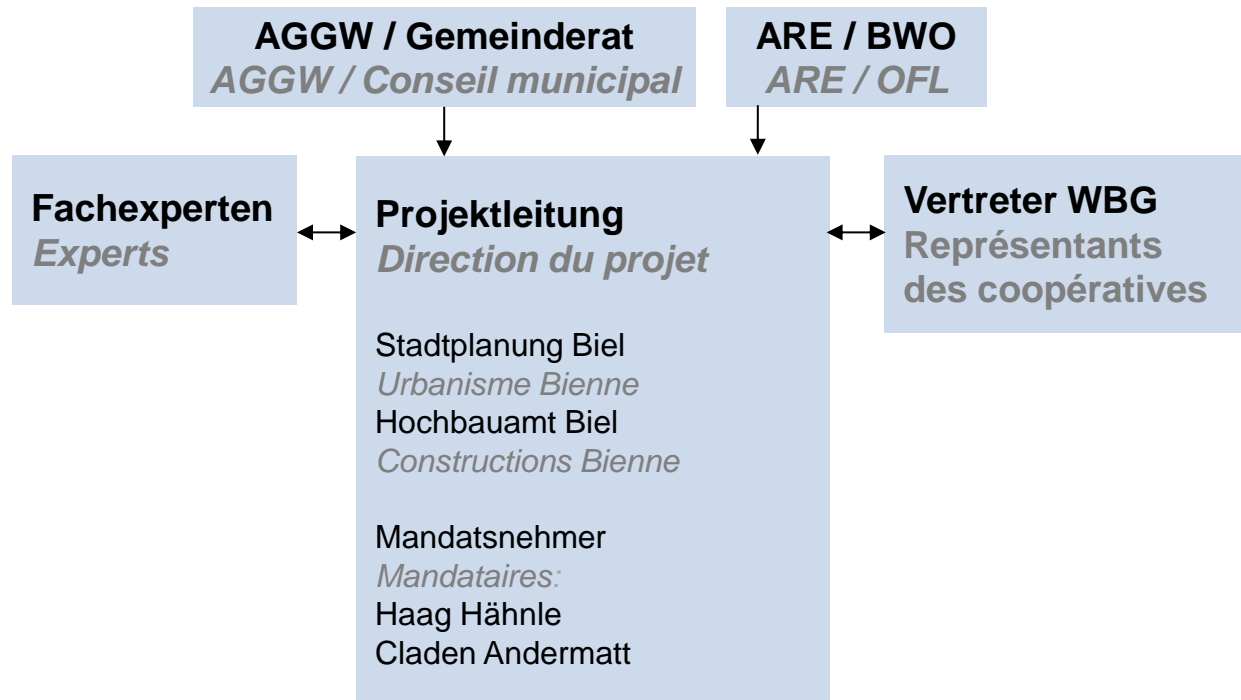 AGGW / Gemeinderat
AGGW / Conseil municipal
ARE / BWO
ARE / OFL
Fachexperten
Experts
Projektleitung
Direction du projet
Stadtplanung Biel
Urbanisme Bienne
Hochbauamt Biel
Constructions Bienne
Mandatsnehmer
Mandataires:
Haag Hähnle
Claden Andermatt
Vertreter WBG
Représentants
des coopératives